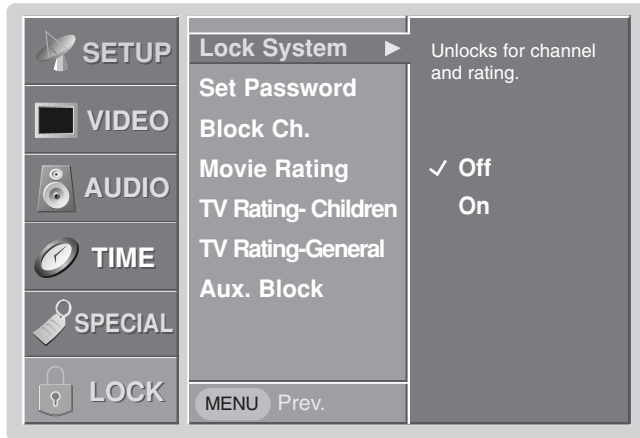 SETUP
VIDEO
AUDIO
TIME
SPECIAL
LOCK
Lock System ►
Set Password
Block Ch.
Movie Rating
TV Rating- Children
TV Rating-General
Aux. Block
MENU Prev.
Unlocks for channel
and rating.
✓ Off
On